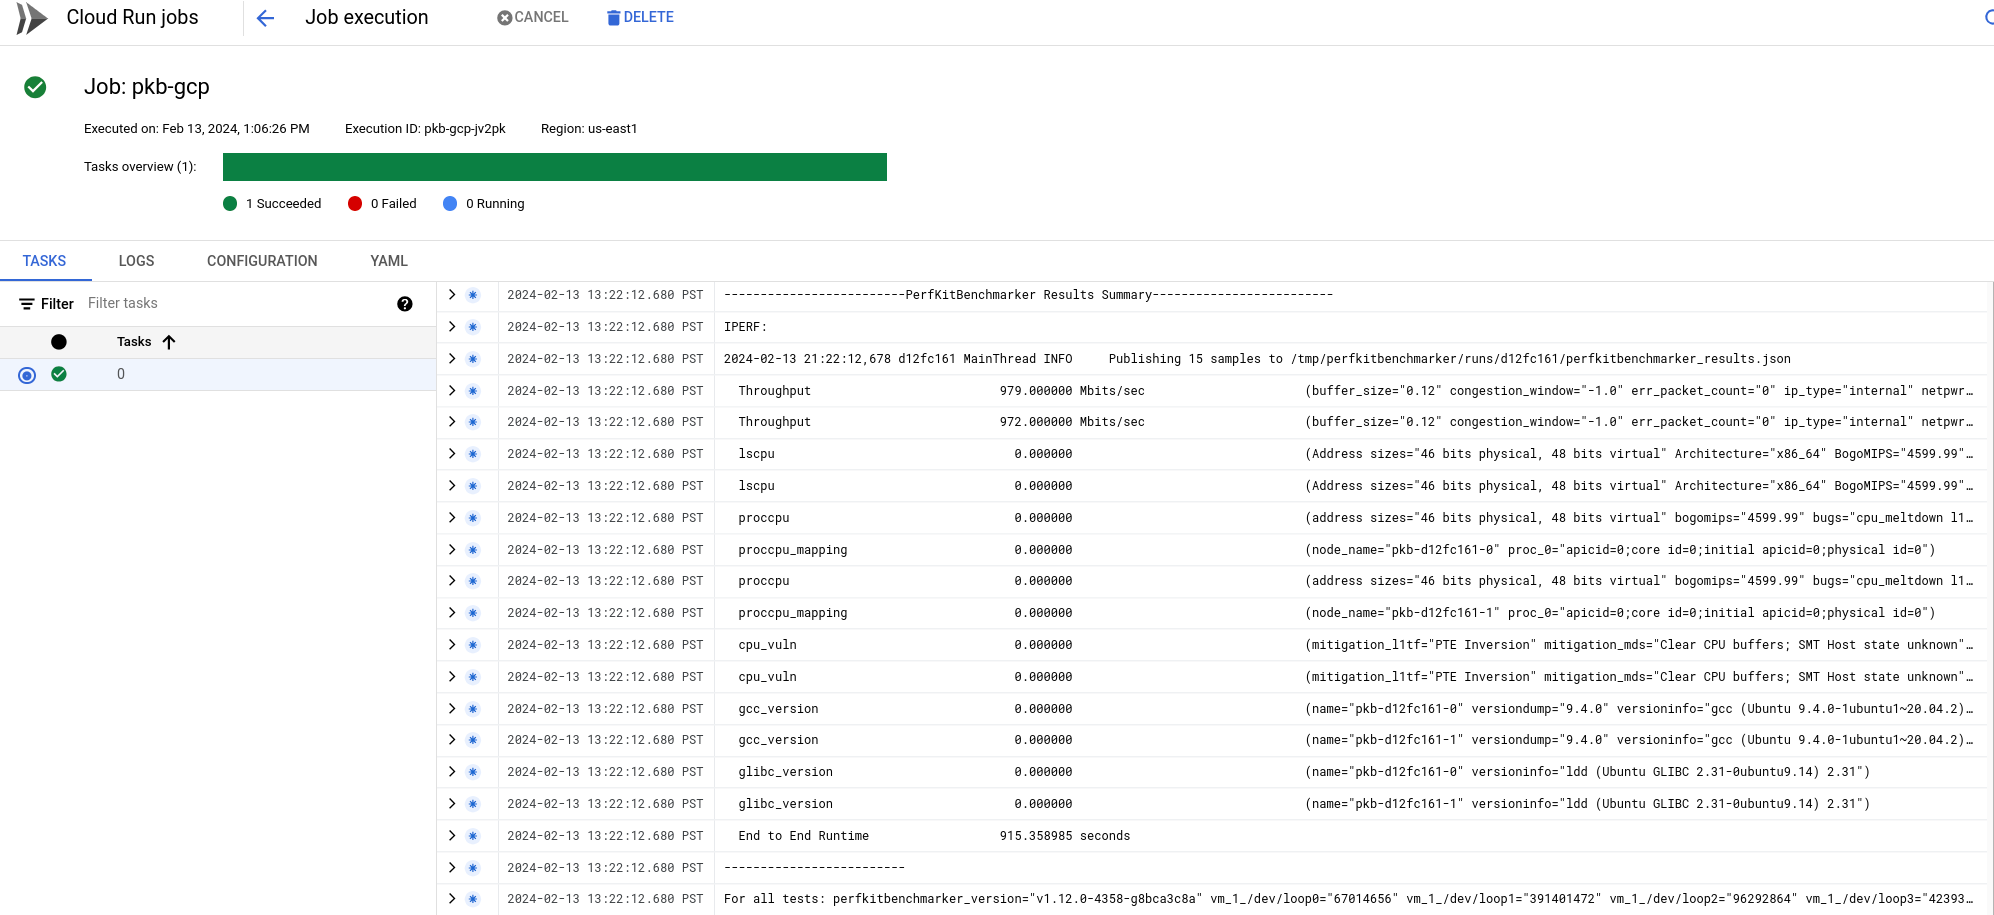 Cloud Run jobs
Job execution
CANCEL
DELETE
Job: pkb-gcp
Executed on: Feb 13, 2024, 1:06:26 PM
Execution ID: pkb-gcp-jv2pk
Region: us-east1
Tasks overview (1):
1 Succeeded
0 Failed
0 Running
TASKS
LOGS
CONFIGURATION
YAML
Filter
Filter tasks
Tasks
0
2024-02-13 13:22:12.680 PST -------------------------PerfKitBenchmarker Results Summary-------------------------
2024-02-13 13:22:12.680 PST IPERF:
2024-02-13 13:22:12.680 PST 2024-02-13 21:22:12,678 d12fc161 MainThread INFO     Publishing 15 samples to /tmp/perfkitbenchmarker/runs/d12fc161/perfkitbenchmarker_results.json
2024-02-13 13:22:12.680 PST Throughput 979.000000 Mbits/sec (buffer_size="0.12" congestion_window="-1.0" err_packet_count="0" ip_type="internal" netpwr…
2024-02-13 13:22:12.680 PST Throughput 972.000000 Mbits/sec (buffer_size="0.12" congestion_window="-1.0" err_packet_count="0" ip_type="internal" netpwr…
2024-02-13 13:22:12.680 PST lscpu 0.000000 (Address sizes="46 bits physical, 48 bits virtual" Architecture="x86_64" BogoMIPS="4599.99"…
2024-02-13 13:22:12.680 PST lscpu 0.000000 (Address sizes="46 bits physical, 48 bits virtual" Architecture="x86_64" BogoMIPS="4599.99"…
2024-02-13 13:22:12.680 PST proccpu 0.000000 (address sizes="46 bits physical, 48 bits virtual" bogomips="4599.99" bugs="cpu_meltdown l1…
2024-02-13 13:22:12.680 PST proccpu_mapping 0.000000 (node_name="pkb-d12fc161-0" proc_0="apicid=0;core id=0;initial apicid=0;physical id=0")
2024-02-13 13:22:12.680 PST proccpu 0.000000 (address sizes="46 bits physical, 48 bits virtual" bogomips="4599.99" bugs="cpu_meltdown l1…
2024-02-13 13:22:12.680 PST proccpu_mapping 0.000000 (node_name="pkb-d12fc161-1" proc_0="apicid=0;core id=0;initial apicid=0;physical id=0")
2024-02-13 13:22:12.680 PST cpu_vuln 0.000000 (mitigation_l1tf="PTE Inversion" mitigation_mds="Clear CPU buffers; SMT Host state unknown"…
2024-02-13 13:22:12.680 PST cpu_vuln 0.000000 (mitigation_l1tf="PTE Inversion" mitigation_mds="Clear CPU buffers; SMT Host state unknown"…
2024-02-13 13:22:12.680 PST gcc_version 0.000000 (name="pkb-d12fc161-0" versiondump="9.4.0" versioninfo="gcc (Ubuntu 9.4.0-1ubuntu1~20.04.2)…
2024-02-13 13:22:12.680 PST gcc_version 0.000000 (name="pkb-d12fc161-1" versiondump="9.4.0" versioninfo="gcc (Ubuntu 9.4.0-1ubuntu1~20.04.2)…
2024-02-13 13:22:12.680 PST glibc_version 0.000000 (name="pkb-d12fc161-0" versioninfo="ldd (Ubuntu GLIBC 2.31-0ubuntu9.14) 2.31")
2024-02-13 13:22:12.680 PST glibc_version 0.000000 (name="pkb-d12fc161-1" versioninfo="ldd (Ubuntu GLIBC 2.31-0ubuntu9.14) 2.31")
2024-02-13 13:22:12.680 PST End to End Runtime 915.358985 seconds
2024-02-13 13:22:12.680 PST -------------------------
2024-02-13 13:22:12.680 PST For all tests: perfkitbenchmarker_version="v1.12.0-4358-g8bca3c8a" vm_1_/dev/loop0="67014656" vm_1_/dev/loop1="391401472" vm_1_/dev/loop2="96292864" vm_1_/dev/loop3="42393…